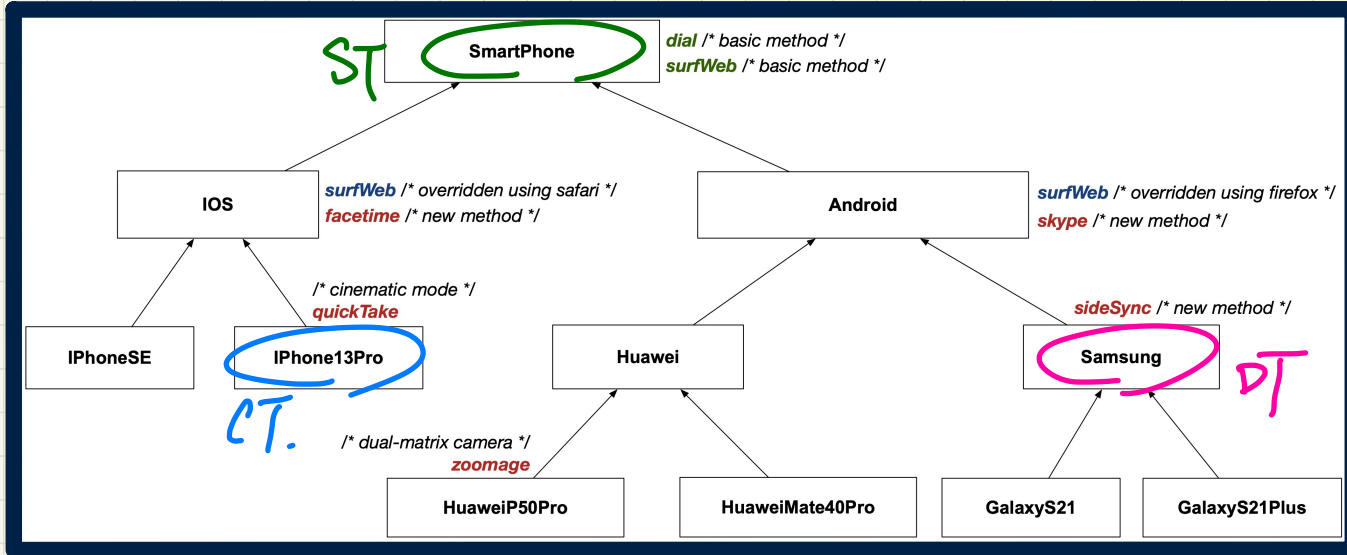 ST
SmartPhone
dial /* basic method */
surfWeb /* basic method */
IOS
surfWeb /* overridden using safari */
facetime /* new method */
Android
surfWeb /* overridden using firefox */
skype /* new method */
/* cinematic mode */
quickTake
sideSync /* new method */
IPhoneSE
IPhone13Pro
Huawei
Samsung
DT
CT.
/* dual-matrix camera */
zoomage
HuaweiP50Pro
HuaweiMate40Pro
GalaxyS21
GalaxyS21Plus